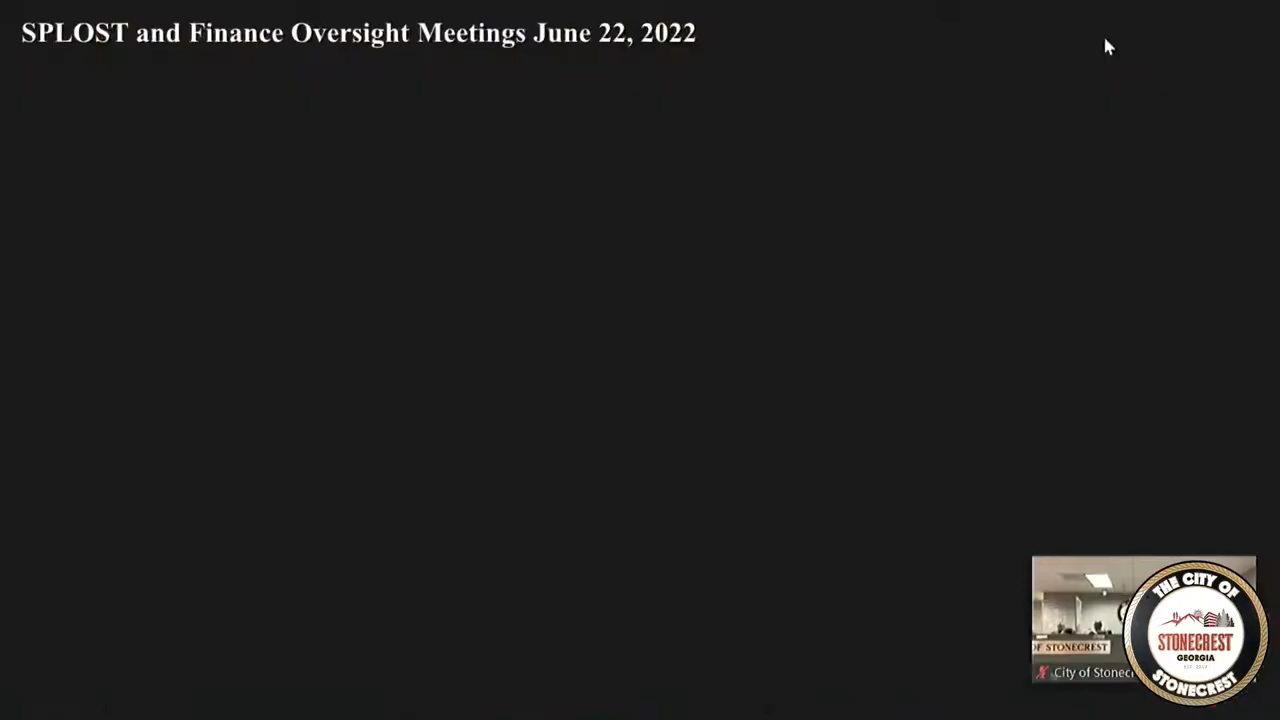 SPLOST and Finance Oversight Meetings June 22, 2022
OF STONECREST
City of Stonec
THE CITY OF
STONECREST
GEORGIA
STONECREST